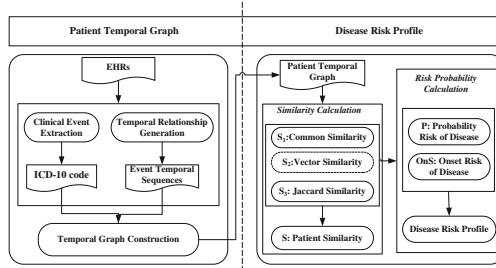 Patient Temporal Graph
Disease Risk Profile
EHRs
Clinical Event
Extraction
Temporal Relationship
Generation
ICD-10 code
Event Temporal
Sequences
Temporal Graph Construction
Patient Temporal
Graph
Similarity Calculation
S₁:Common Similarity
S₂:Vector Similarity
S₃: Jaccard Similarity
S: Patient Similarity
Risk Probability
Calculation
P: Probability
Risk of Disease
OnS: Onset Risk
of Disease
Disease Risk Profile